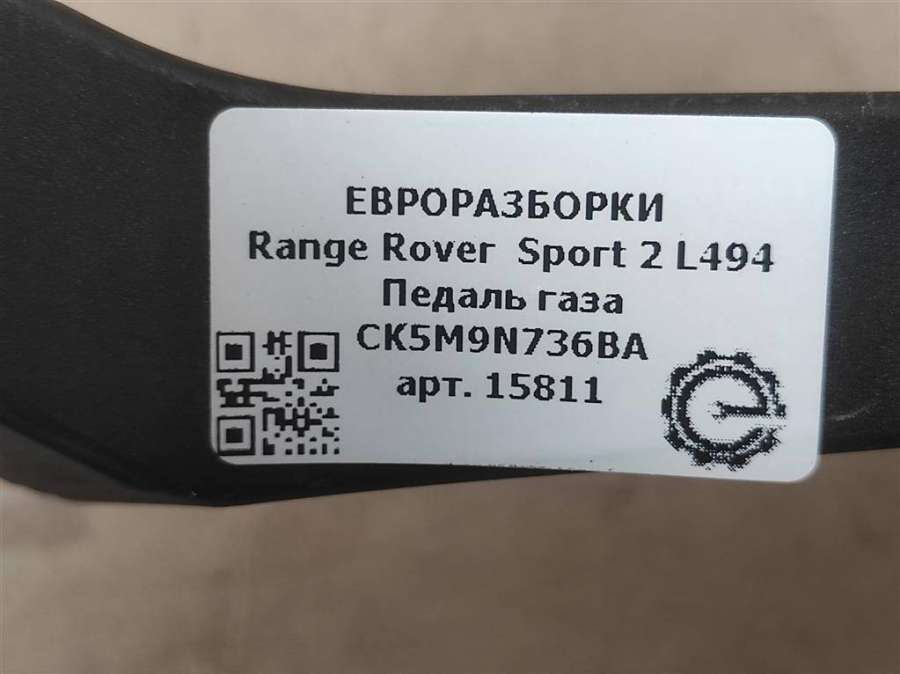 ЕВРОРАЗБОРКИ
Range Rover Sport 2 L494
Педаль газа
CK5M9N736BA
арт. 15811